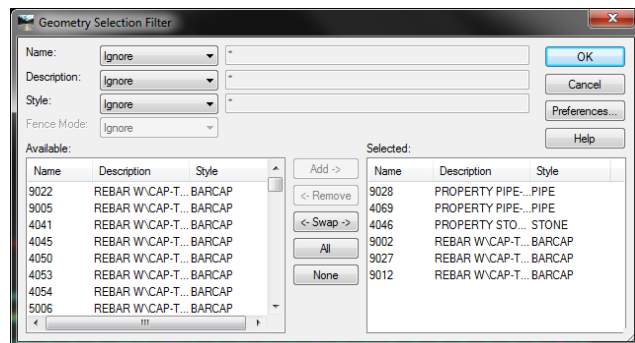 Geometry Selection Filter
Name: Ignore *
OK
Description: Ignore *
Cancel
Style: Ignore *
Preferences...
Fence Mode: Ignore
Help
Available:
Selected:
Name Description Style
Add ->
Name Description Style
9022 REBAR W\CAP-T... BARCAP
9028 PROPERTY PIPE-... PIPE
9005 REBAR W\CAP-T... BARCAP
<- Remove
4069 PROPERTY PIPE-... PIPE
4041 REBAR W\CAP-T... BARCAP
<- Swap ->
4046 PROPERTY STO... STONE
4045 REBAR W\CAP-T... BARCAP
9002 REBAR W\CAP-T... BARCAP
4050 REBAR W\CAP-T... BARCAP
All
9027 REBAR W\CAP-T... BARCAP
4053 REBAR W\CAP-T... BARCAP
None
9012 REBAR W\CAP-T... BARCAP
4054 REBAR W\CAP-T... BARCAP
5006 REBAR W\CAP-T... BARCAP